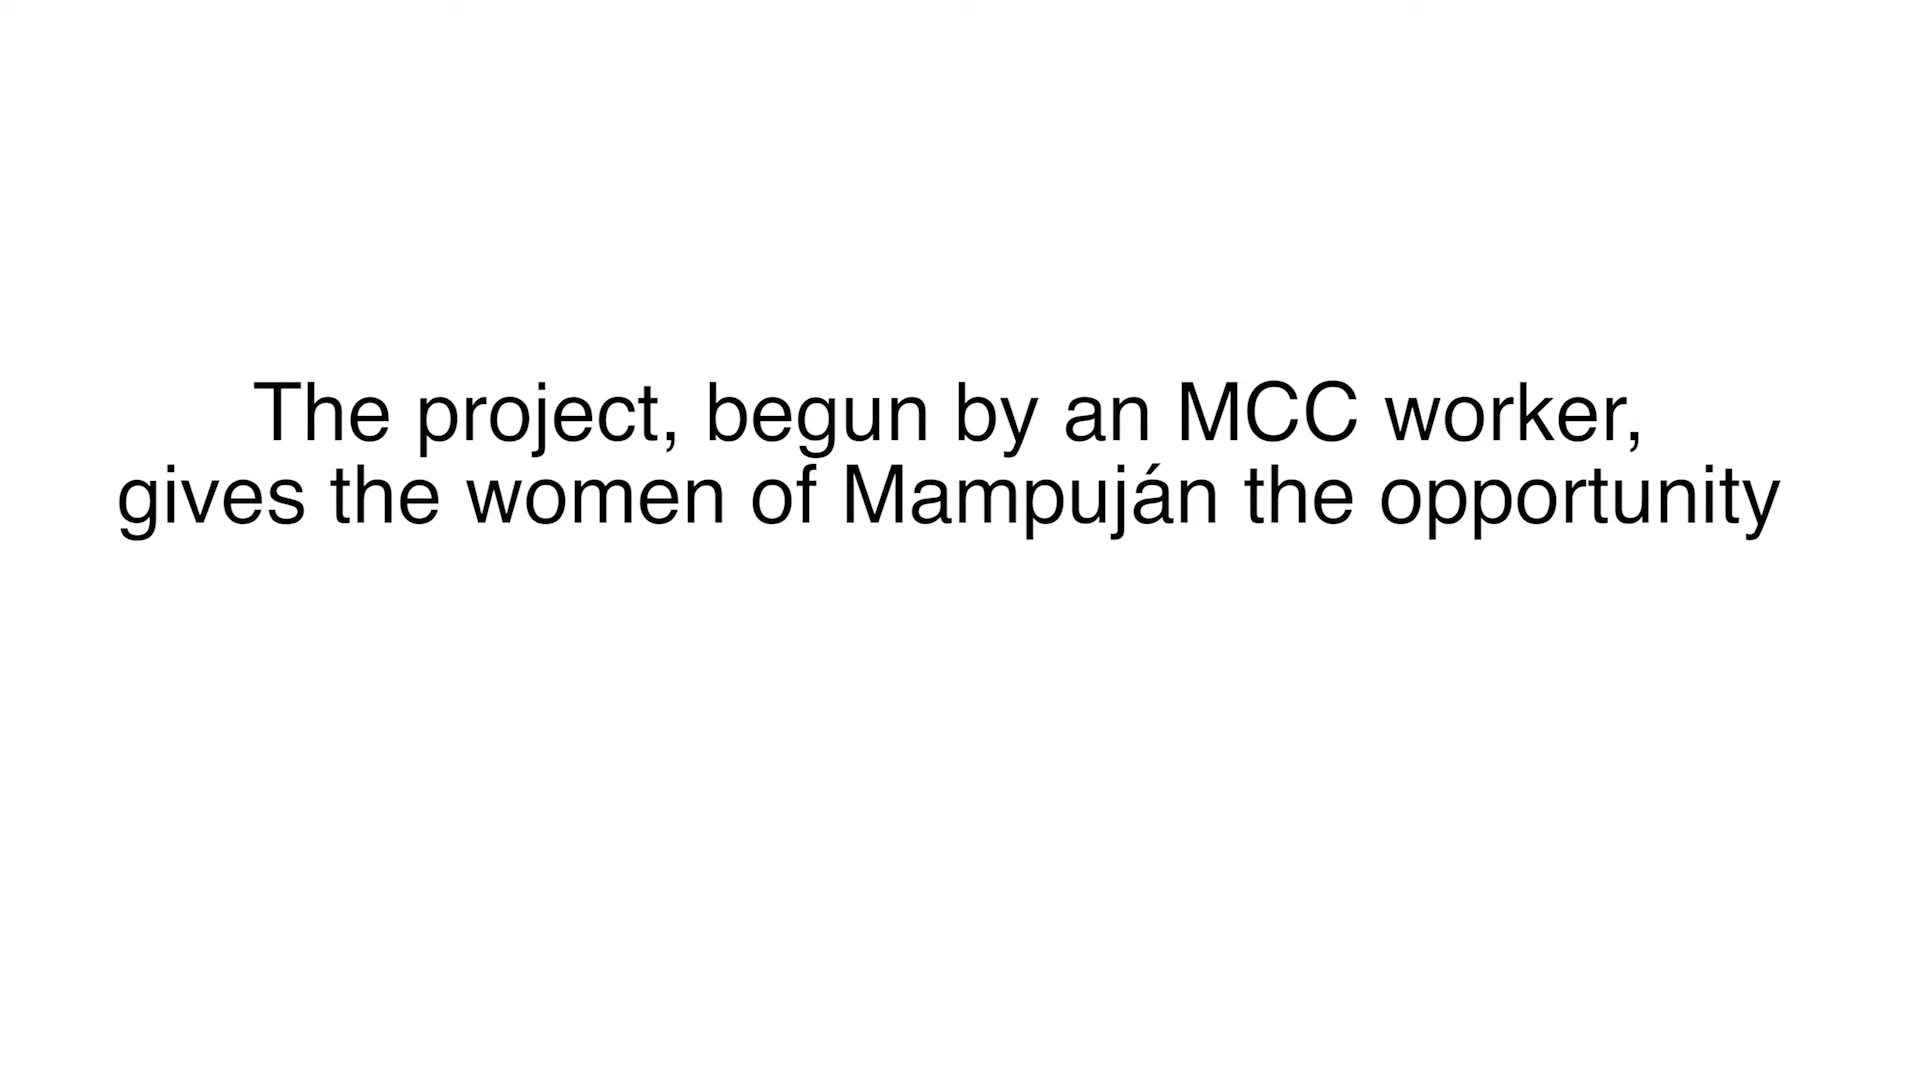 The project, begun by an MCC worker,
gives the women of Mampuján the opportunity